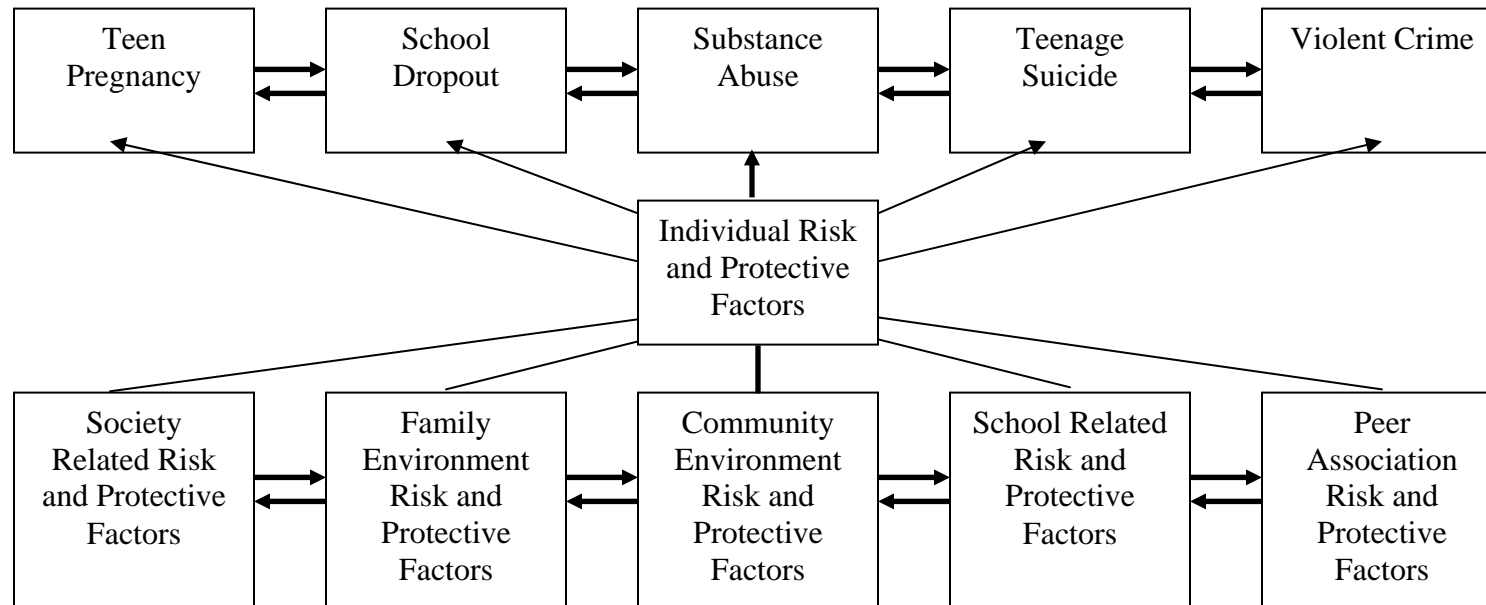 Teen
Pregnancy
School
Dropout
Substance
Abuse
Teenage
Suicide
Violent Crime
Individual Risk
and Protective
Factors
Society
Related Risk
and Protective
Factors
Family
Environment
Risk and
Protective
Factors
Community
Environment
Risk and
Protective
Factors
School Related
Risk and
Protective
Factors
Peer
Association
Risk and
Protective
Factors